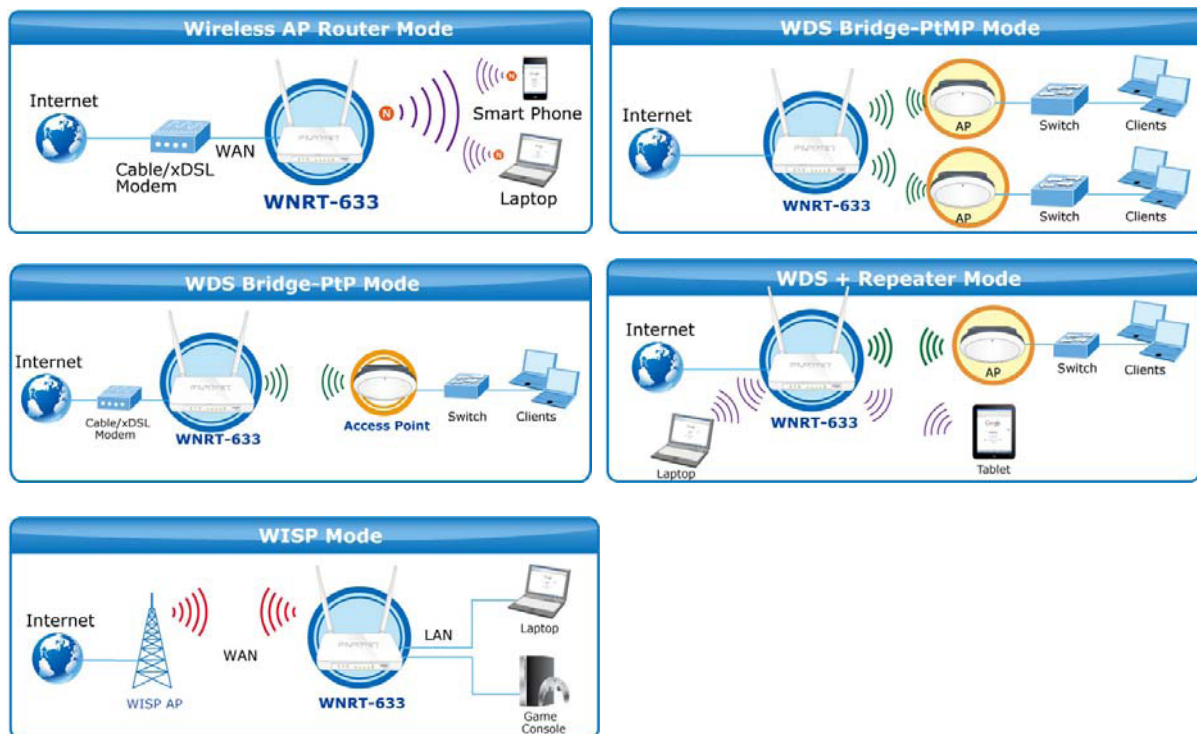 Wireless AP Router Mode
Internet
Cable/xDSL
Modem
WAN
WNRT-633
N
N
Smart Phone
N
Laptop
WDS Bridge-PtMP Mode
Internet
WNRT-633
AP
Switch
Clients
AP
Switch
Clients
WDS Bridge-PtP Mode
Internet
Cable/xDSL
Modem
WNRT-633
Access Point
Switch
Clients
WDS + Repeater Mode
Internet
WNRT-633
AP
Switch
Clients
Laptop
Tablet
WISP Mode
Internet
WISP AP
WAN
WNRT-633
LAN
Laptop
Game
Console